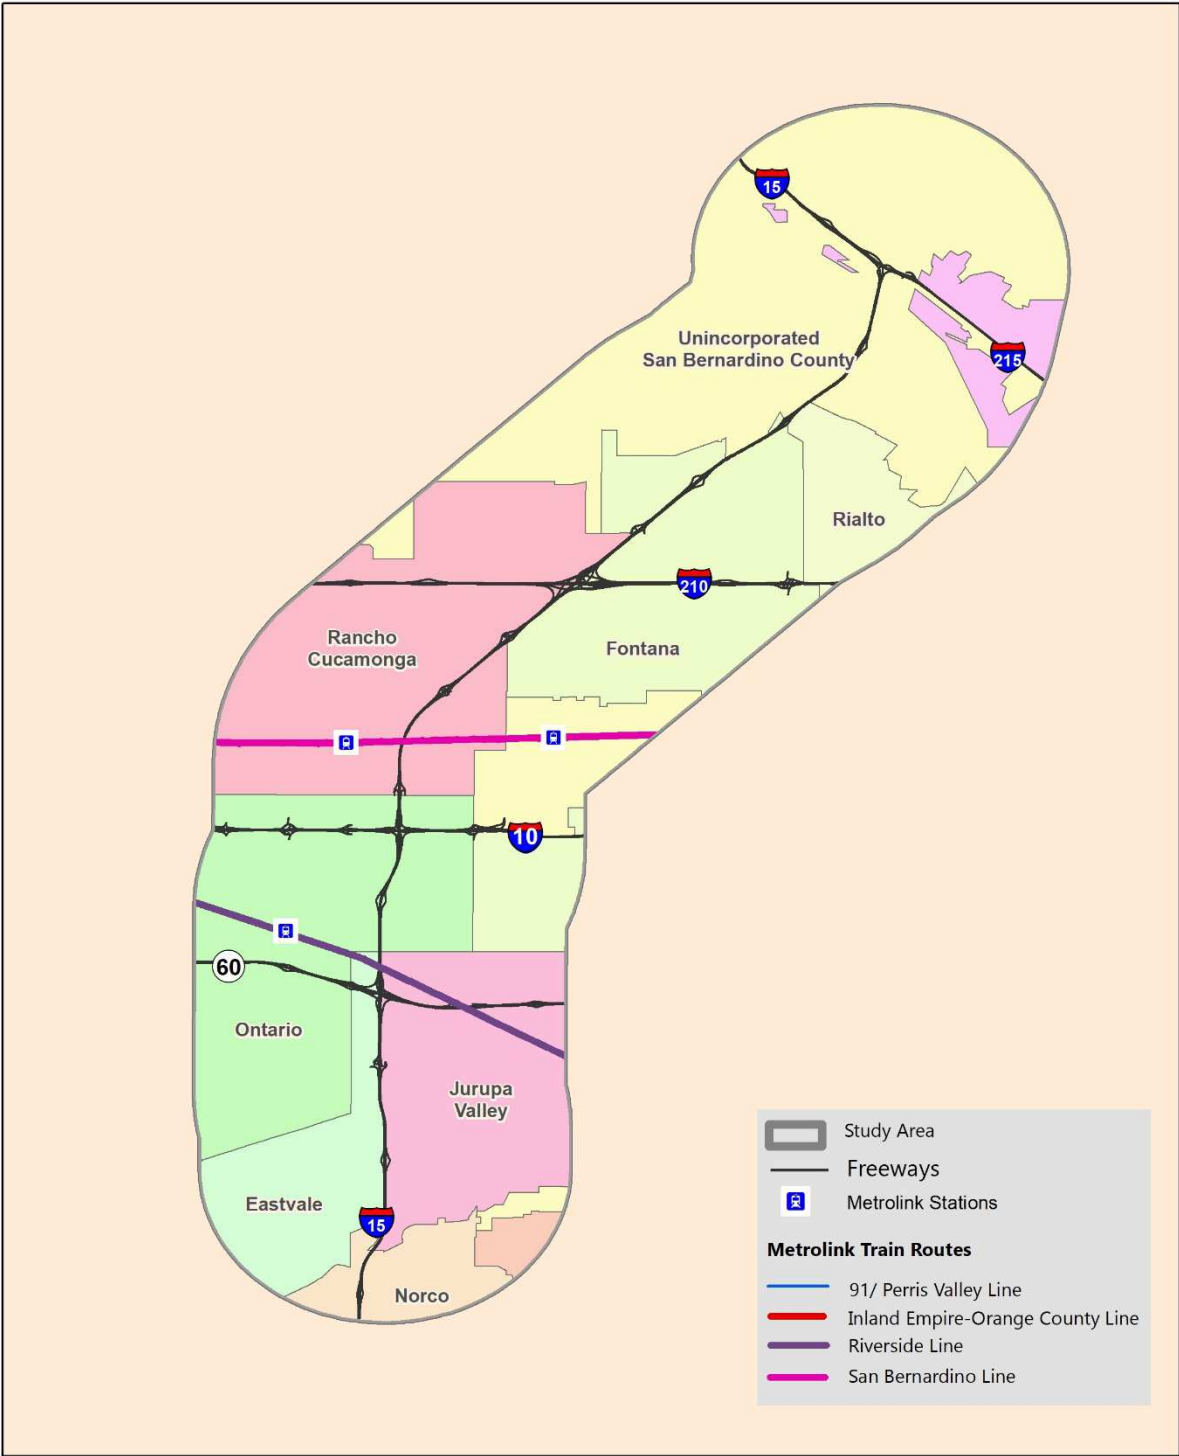 15
Unincorporated
San Bernardino County
215
Rialto
210
Rancho
Cucamonga
Fontana
10
60
Ontario
Jurupa
Valley
Eastvale
15
Norco
Study Area
Freeways
Metrolink Stations
Metrolink Train Routes
91/ Perris Valley Line
Inland Empire-Orange County Line
Riverside Line
San Bernardino Line